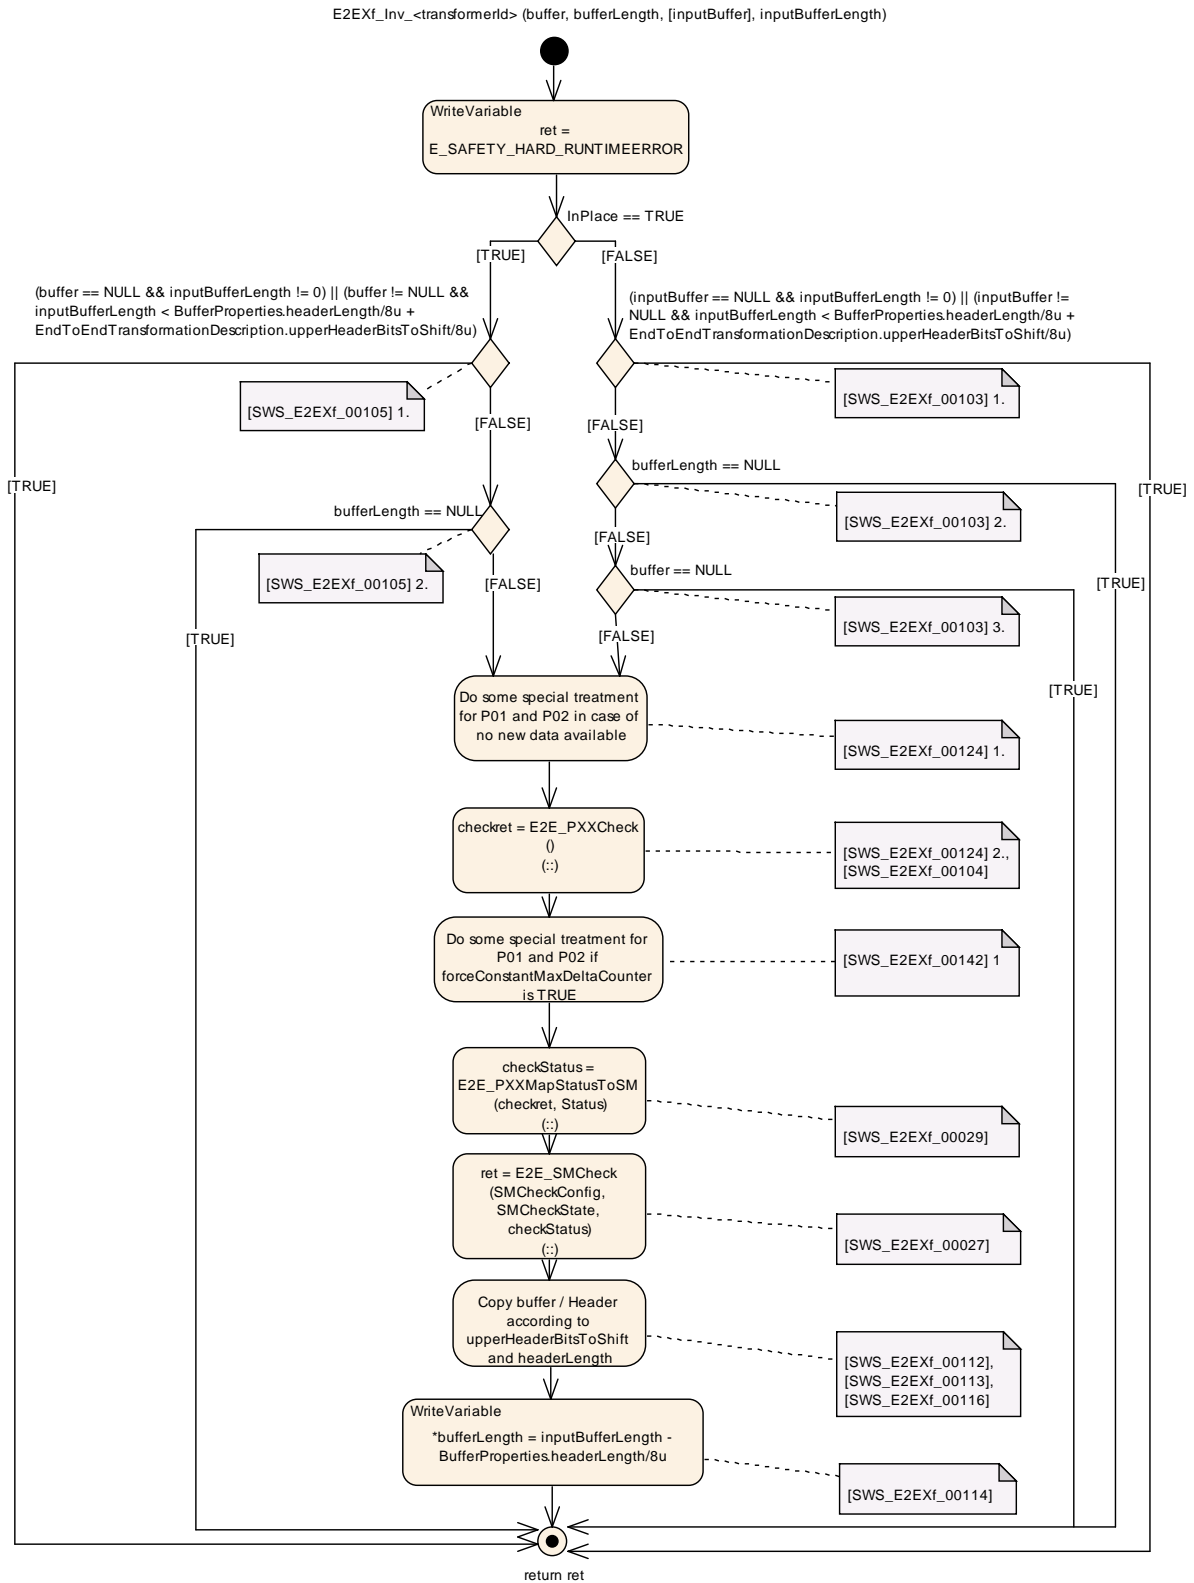 E2EXf_Inv_<transformerId> (buffer, bufferLength, [inputBuffer], inputBufferLength)
WriteVariable
ret =
E_SAFETY_HARD_RUNTIMEERROR
InPlace == TRUE
[TRUE]
[FALSE]
(buffer == NULL && inputBufferLength != 0) || (buffer != NULL &&
inputBufferLength < BufferProperties.headerLength/8u +
EndToEndTransformationDescription.upperHeaderBitsToShift/8u)
(inputBuffer == NULL && inputBufferLength != 0) || (inputBuffer !=
NULL && inputBufferLength < BufferProperties.headerLength/8u +
EndToEndTransformationDescription.upperHeaderBitsToShift/8u)
[SWS_E2EXf_00105] 1.
[SWS_E2EXf_00103] 1.
[FALSE]
[FALSE]
bufferLength == NULL
[TRUE]
[TRUE]
bufferLength == NULL
[SWS_E2EXf_00103] 2.
[FALSE]
buffer == NULL
[SWS_E2EXf_00105] 2.
[FALSE]
[TRUE]
[SWS_E2EXf_00103] 3.
[TRUE]
[FALSE]
[TRUE]
Do some special treatment
for P01 and P02 in case of
no new data available
[SWS_E2EXf_00124] 1.
checkret = E2E_PXXCheck
()
(::)
[SWS_E2EXf_00124] 2.,
[SWS_E2EXf_00104]
Do some special treatment for
P01 and P02 if
forceConstantMaxDeltaCounter
is TRUE
[SWS_E2EXf_00142] 1
checkStatus =
E2E_PXXMapStatusToSM
(checkret, Status)
(::)
[SWS_E2EXf_00029]
ret = E2E_SMCheck
(SMCheckConfig,
SMCheckState,
checkStatus)
(::)
[SWS_E2EXf_00027]
Copy buffer / Header
according to
upperHeaderBitsToShift
and headerLength
[SWS_E2EXf_00112],
[SWS_E2EXf_00113],
[SWS_E2EXf_00116]
WriteVariable
*bufferLength = inputBufferLength -
BufferProperties.headerLength/8u
[SWS_E2EXf_00114]
return ret